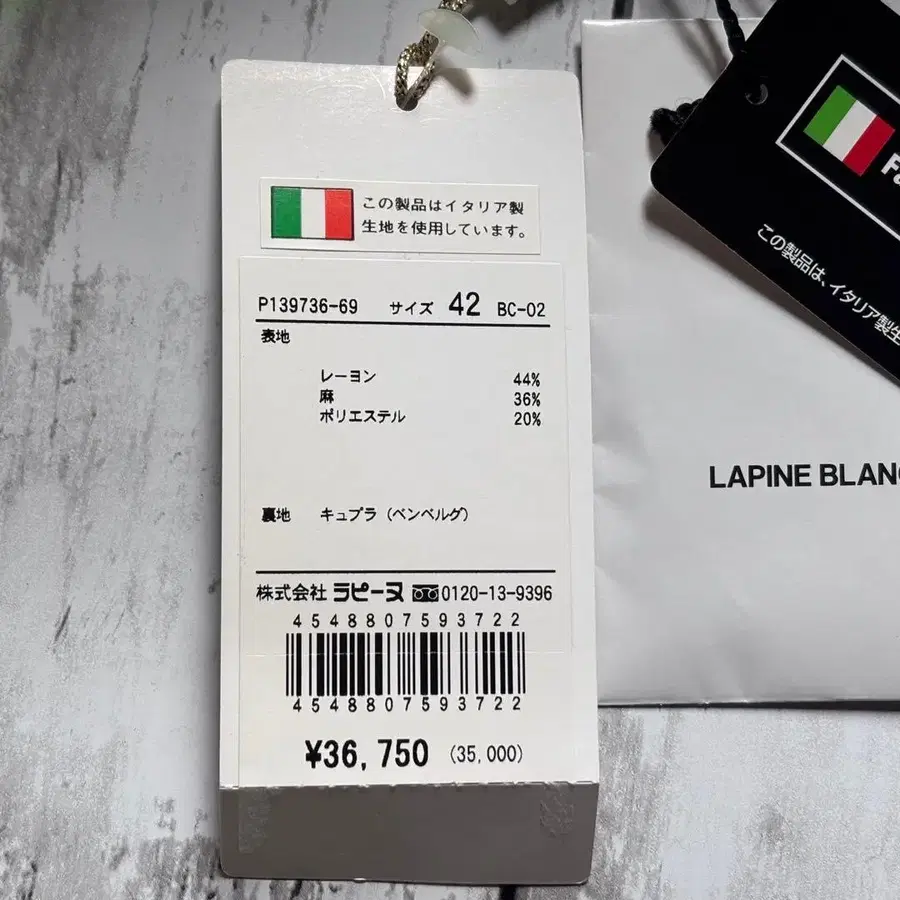 この製品はイタリア製
生地を使用しています。
P139736-69 サイズ 42 BC-02
表地
レーヨン 44%
麻 36%
ポリエステル 20%
裏地 キュプラ (ベンベルグ)
株式会社 ラピーヌ 0120-13-9396
4548807593722
4548807593722
¥36,750 (35,000)
この製品は、イタリア製生
LAPINE BLAN